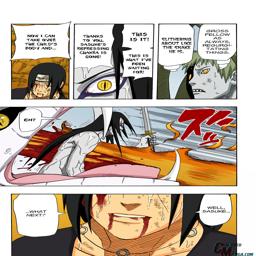 GROSS
FELLOW
AS
ALWAYS,
REGURGI-
TATING
THINGS.
SLITHERING
ABOUT LIKE
THE SNAKE
HE IS,
THIS
IS IT!
THIS IS
WHAT I'VE
BEEN
WAITING
FOR!
THANKS TO
YOU
SASUKE'S
REPRESSING
CHAKRA IS
GONE!
NOW I CAN
TAKE OVER
THE CHILD'S
BODY AND...
EH?
WELL,
SASUKE...
...WHAT
NEXT?